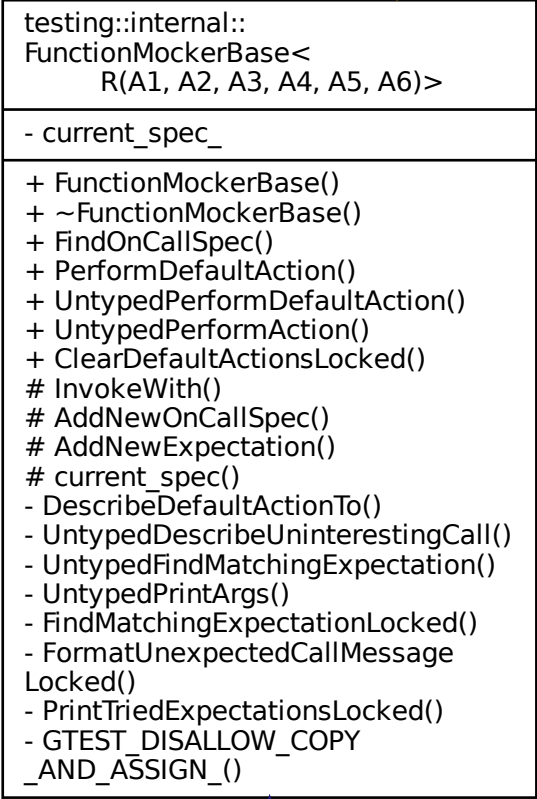 testing::internal::
FunctionMockerBase<
R(A1, A2, A3, A4, A5, A6)>
- current_spec_
+ FunctionMockerBase()
+ ~FunctionMockerBase()
+ FindOnCallSpec()
+ PerformDefaultAction()
+ UntypedPerformDefaultAction()
+ UntypedPerformAction()
+ ClearDefaultActionsLocked()
# InvokeWith()
# AddNewOnCallSpec()
# AddNewExpectation()
# current_spec()
- DescribeDefaultActionTo()
- UntypedDescribeUninterestingCall()
- UntypedFindMatchingExpectation()
- UntypedPrintArgs()
- FindMatchingExpectationLocked()
- FormatUnexpectedCallMessage
Locked()
- PrintTriedExpectationsLocked()
- GTEST_DISALLOW_COPY
_AND_ASSIGN_()